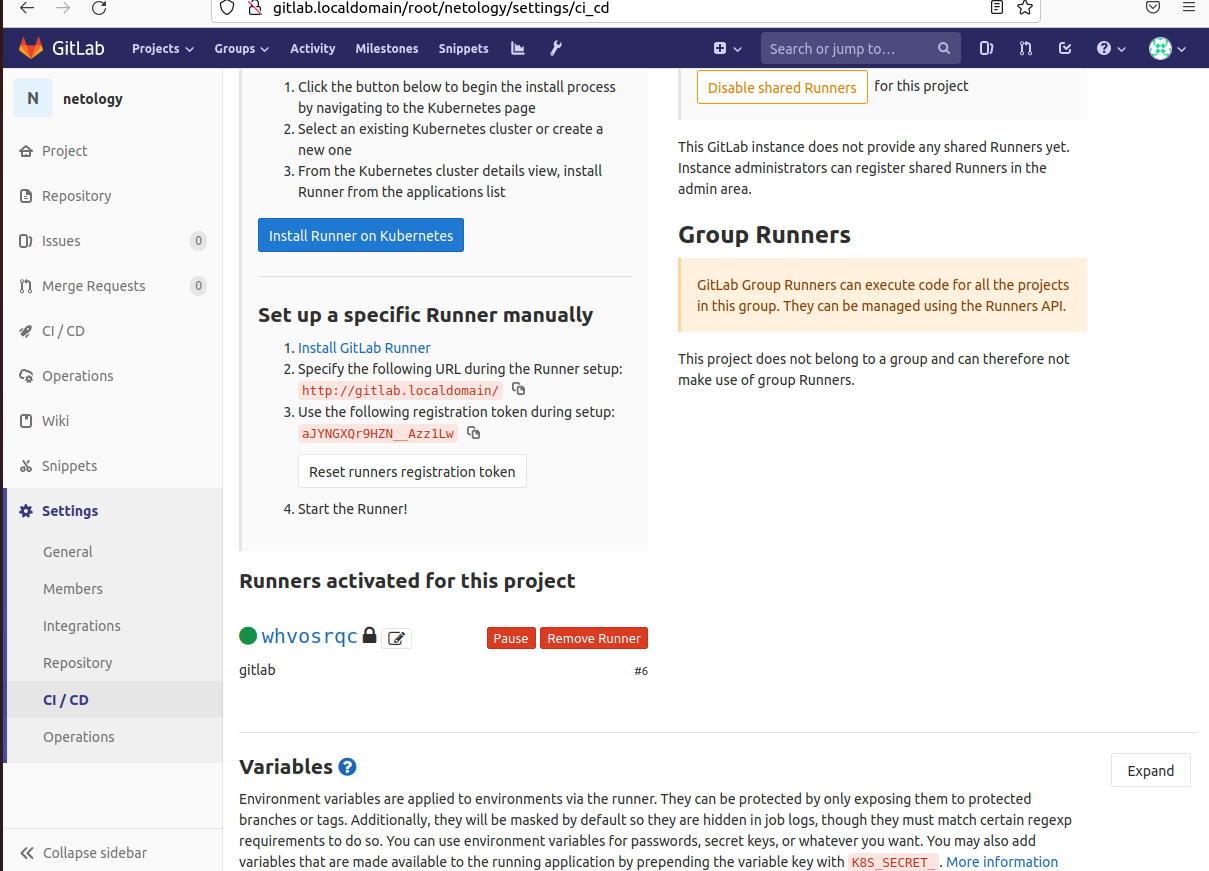 gitlab.localdomain/root/netology/settings/ci_cd
GitLab Projects Groups Activity Milestones Snippets Search or jump to…
N netology
Project
Repository
Issues 0
Merge Requests 0
CI / CD
Operations
Wiki
Snippets
Settings
General
Members
Integrations
Repository
CI / CD
Operations
Collapse sidebar
1. Click the button below to begin the install process
by navigating to the Kubernetes page
2. Select an existing Kubernetes cluster or create a
new one
3. From the Kubernetes cluster details view, install
Runner from the applications list
Install Runner on Kubernetes
Set up a specific Runner manually
1. Install GitLab Runner
2. Specify the following URL during the Runner setup:
http://gitlab.localdomain/
3. Use the following registration token during setup:
aJYNGXQr9HZN__Azz1Lw
Reset runners registration token
4. Start the Runner!
Runners activated for this project
whvosrqc Pause Remove Runner
gitlab #6
Disable shared Runners for this project
This GitLab instance does not provide any shared Runners yet.
Instance administrators can register shared Runners in the
admin area.
Group Runners
GitLab Group Runners can execute code for all the projects
in this group. They can be managed using the Runners API.
This project does not belong to a group and can therefore not
make use of group Runners.
Variables ? Expand
Environment variables are applied to environments via the runner. They can be protected by only exposing them to protected
branches or tags. Additionally, they will be masked by default so they are hidden in job logs, though they must match certain regexp
requirements to do so. You can use environment variables for passwords, secret keys, or whatever you want. You may also add
variables that are made available to the running application by prepending the variable key with K8S_SECRET_. More information